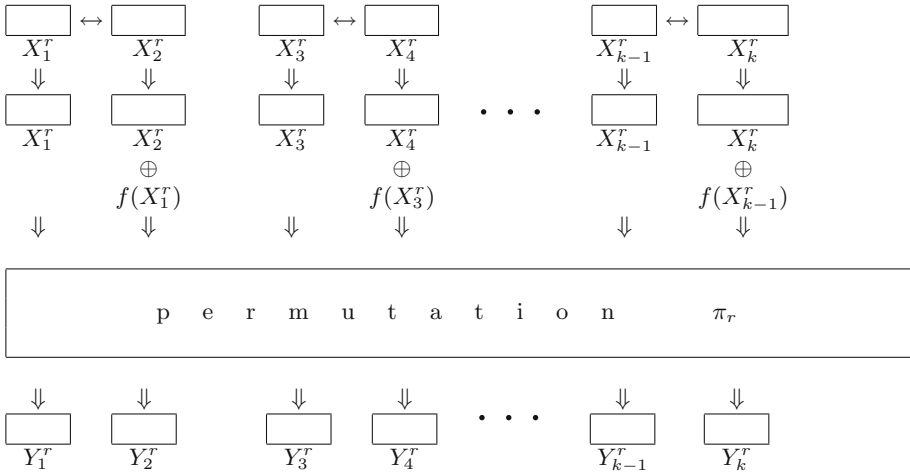 ↔ ↔ ↔
X_1^r X_2^r X_3^r X_4^r X_{k−1}^r X_k^r
⇓ ⇓ ⇓ ⇓ ⇓ ⇓
• • •
X_1^r X_2^r X_3^r X_4^r X_{k−1}^r X_k^r
⊕ ⊕ ⊕
f(X_1^r) f(X_3^r) f(X_{k−1}^r)
⇓ ⇓ ⇓ ⇓ ⇓ ⇓
p e r m u t a t i o n π_r
⇓ ⇓ ⇓ ⇓ ⇓ ⇓
• • •
Y_1^r Y_2^r Y_3^r Y_4^r Y_{k−1}^r Y_k^r